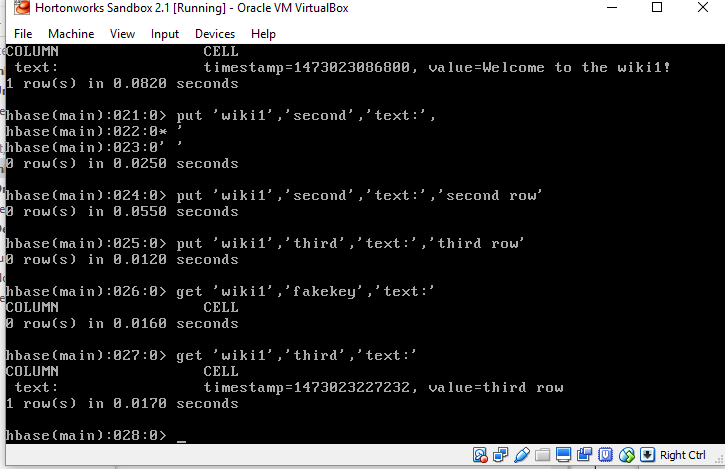 Hortonworks Sandbox 2.1 [Running] - Oracle VM VirtualBox
File Machine View Input Devices Help
COLUMN CELL
text: timestamp=1473023086800, value=Welcome to the wiki1!
1 row(s) in 0.0820 seconds
hbase(main):021:0> put 'wiki1','second','text:',
hbase(main):022:0* '
hbase(main):023:0' '
0 row(s) in 0.0250 seconds
hbase(main):024:0> put 'wiki1','second','text:','second row'
0 row(s) in 0.0550 seconds
hbase(main):025:0> put 'wiki1','third','text:','third row'
0 row(s) in 0.0120 seconds
hbase(main):026:0> get 'wiki1','fakekey','text:'
COLUMN CELL
0 row(s) in 0.0160 seconds
hbase(main):027:0> get 'wiki1','third','text:'
COLUMN CELL
text: timestamp=1473023227232, value=third row
1 row(s) in 0.0170 seconds
hbase(main):028:0> _
Right Ctrl